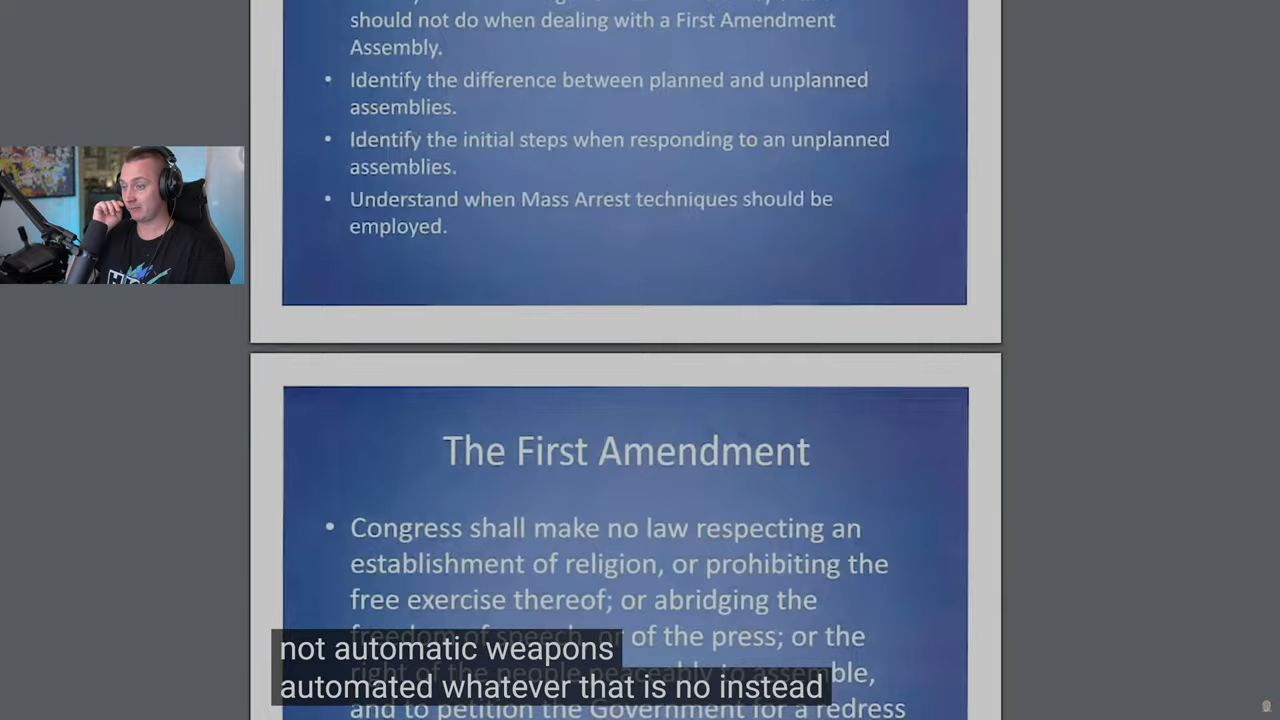 should not do when dealing with a First Amendment
Assembly.
• Identify the difference between planned and unplanned
assemblies.
• Identify the initial steps when responding to an unplanned
assemblies.
• Understand when Mass Arrest techniques should be
employed.
The First Amendment
• Congress shall make no law respecting an
establishment of religion, or prohibiting the
free exercise thereof; or abridging the
freedom of speech, or of the press; or the
right of the people peaceably to assemble,
and to petition the Government for a redress
not automatic weapons
automated whatever that is no instead